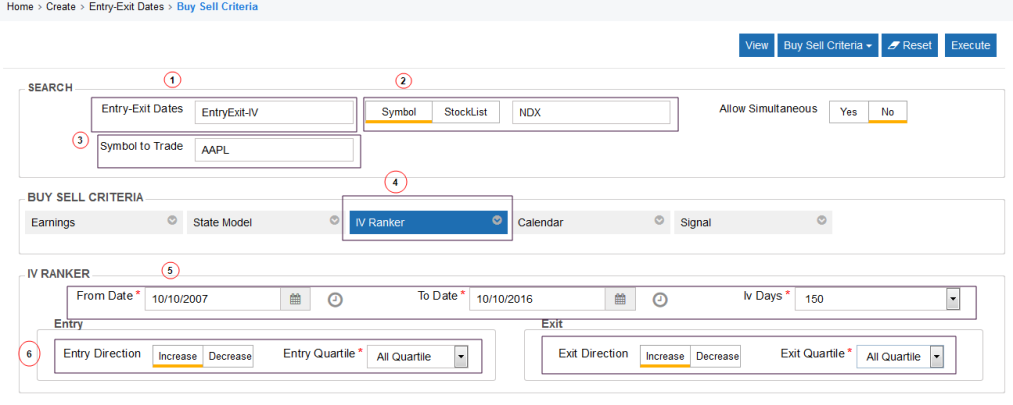 Home > Create > Entry-Exit Dates > Buy Sell Criteria
View Buy Sell Criteria Reset Execute
SEARCH
1 2
Entry-Exit Dates EntryExit-IV Symbol StockList NDX Allow Simultaneous Yes No
3 Symbol to Trade AAPL
4
BUY SELL CRITERIA
Earnings State Model IV Ranker Calendar Signal
IV RANKER 5
From Date * 10/10/2007 To Date * 10/10/2016 Iv Days * 150
Entry Exit
6 Entry Direction Increase Decrease Entry Quartile * All Quartile Exit Direction Increase Decrease Exit Quartile * All Quartile